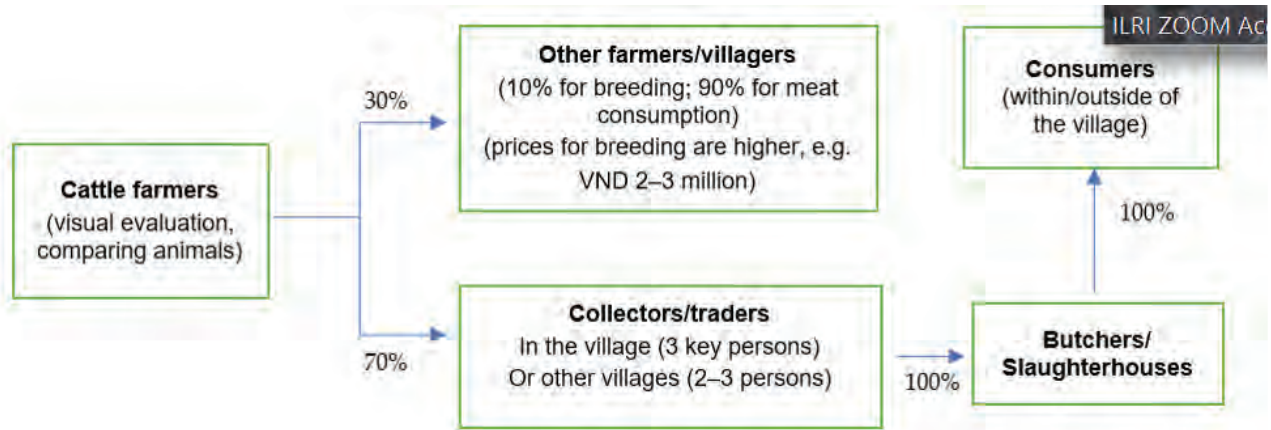 ILRI ZOOM Ac
Other farmers/villagers
(10% for breeding; 90% for meat
consumption)
(prices for breeding are higher, e.g.
VND 2–3 million)
Consumers
(within/outside of
the village)
30%
Cattle farmers
(visual evaluation,
comparing animals)
100%
Collectors/traders
In the village (3 key persons)
Or other villages (2–3 persons)
70%
100%
Butchers/
Slaughterhouses